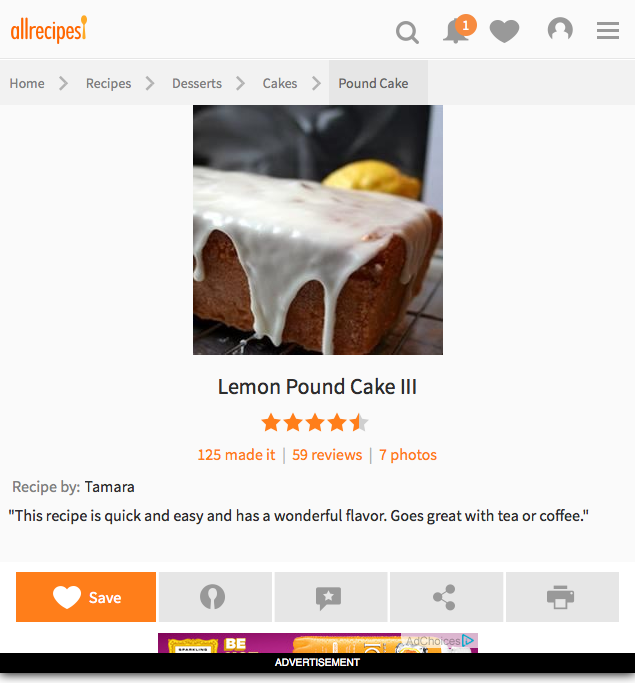 allrecipes
1
Home Recipes Desserts Cakes Pound Cake
Lemon Pound Cake III
125 made it | 59 reviews | 7 photos
Recipe by: Tamara
"This recipe is quick and easy and has a wonderful flavor. Goes great with tea or coffee."
Save
AdChoices
SPARKLING
BE
ADVERTISEMENT